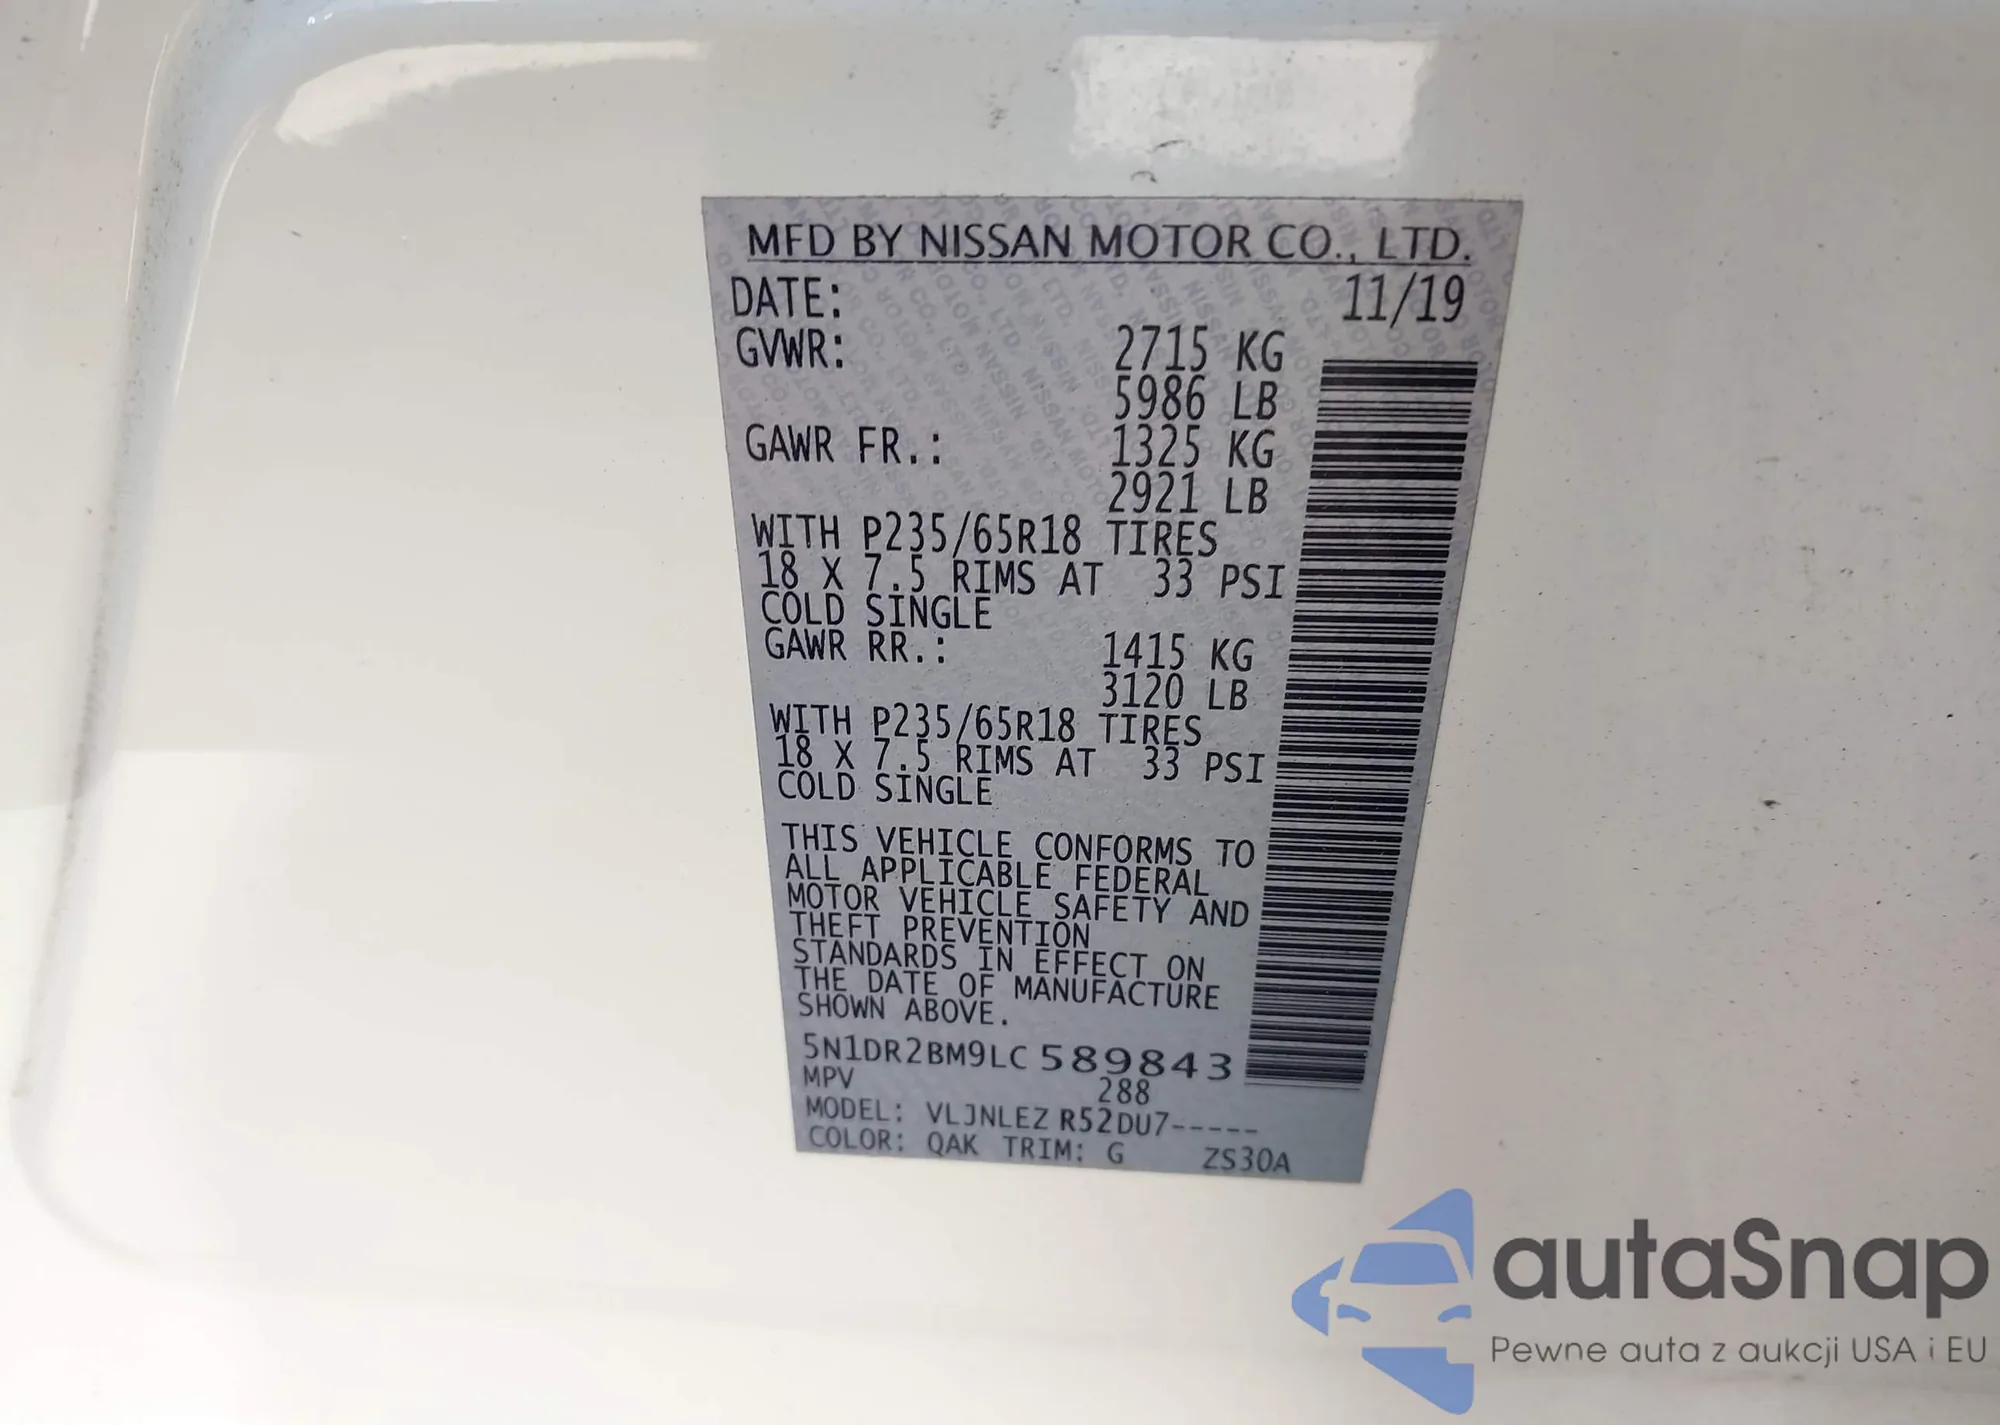 MFD BY NISSAN MOTOR CO., LTD.
DATE: 11/19
GVWR: 2715 KG
5986 LB
GAWR FR.: 1325 KG
2921 LB
WITH P235/65R18 TIRES
18 X 7.5 RIMS AT 33 PSI
COLD SINGLE
GAWR RR.: 1415 KG
3120 LB
WITH P235/65R18 TIRES
18 X 7.5 RIMS AT 33 PSI
COLD SINGLE
THIS VEHICLE CONFORMS TO
ALL APPLICABLE FEDERAL
MOTOR VEHICLE SAFETY AND
THEFT PREVENTION
STANDARDS IN EFFECT ON
THE DATE OF MANUFACTURE
SHOWN ABOVE.
5N1DR2BM9LC589843
MPV 288
MODEL: VLJNLEZ R52DU7-----
COLOR: QAK TRIM: G ZS30A
autaSnap
Pewne auta z aukcji USA i EU